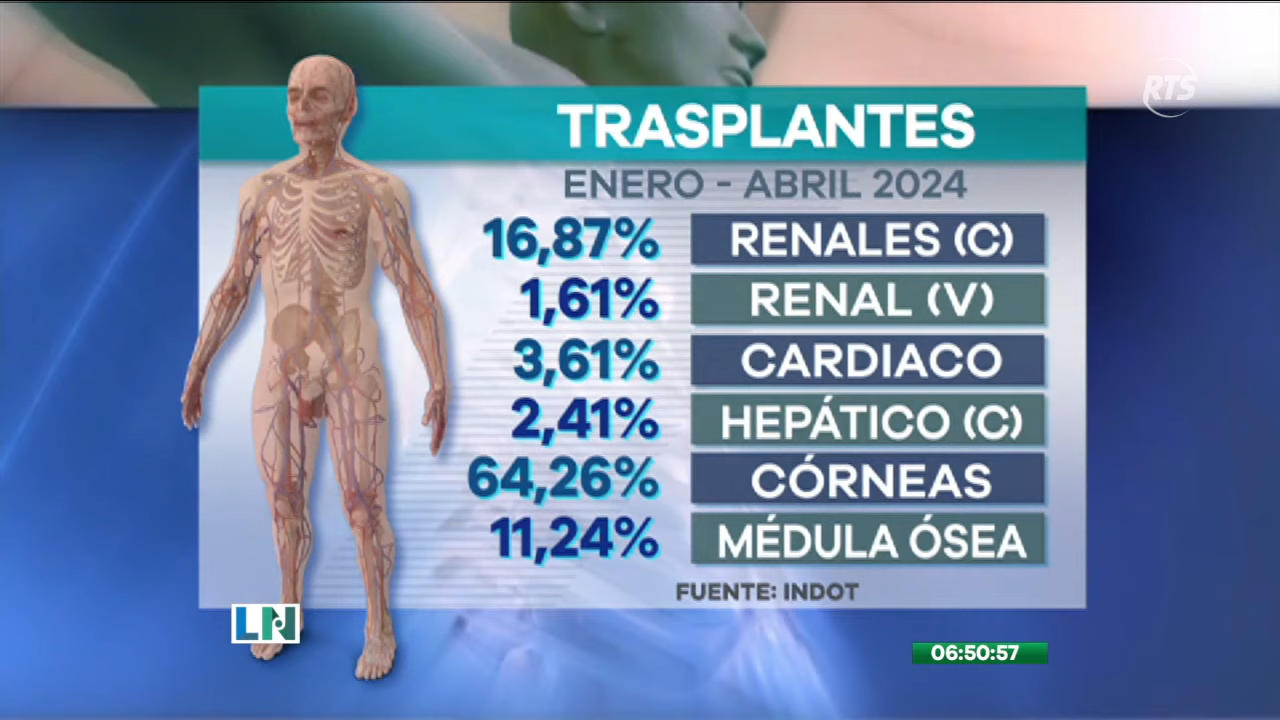 RTS
TRASPLANTES
ENERO - ABRIL 2024
16,87% RENALES (C)
1,61% RENAL (V)
3,61% CARDIACO
2,41% HEPÁTICO (C)
64,26% CÓRNEAS
11,24% MÉDULA ÓSEA
FUENTE: INDOT
LN
06:50:57